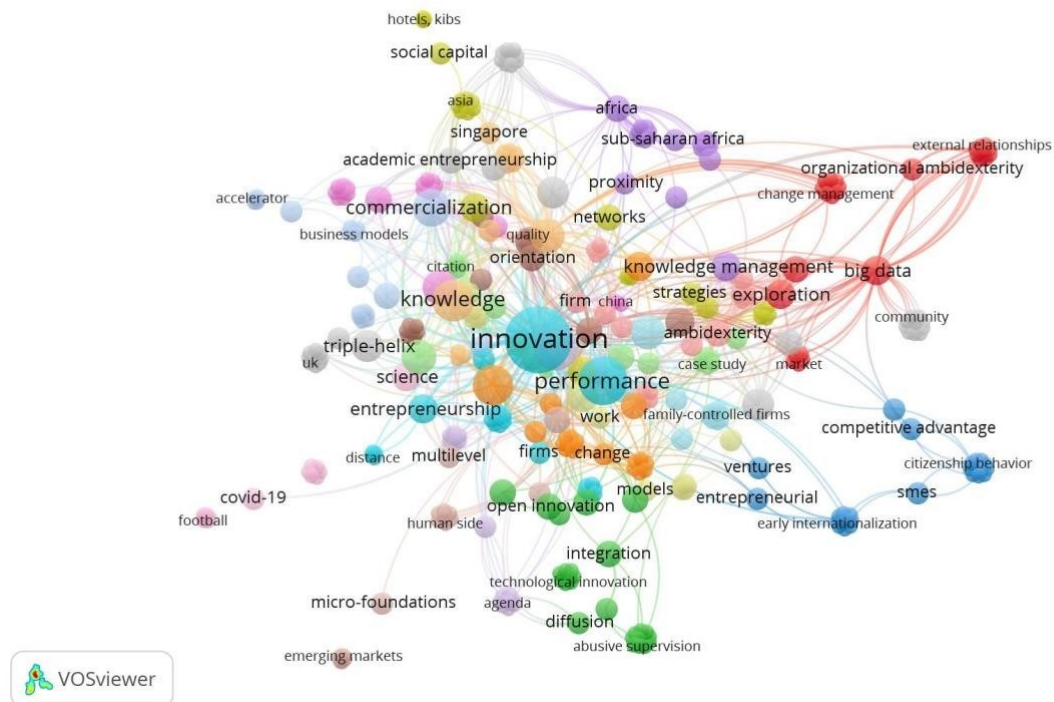 hotels, kibs
social capital
asia
africa
singapore
sub-saharan africa
external relationships
academic entrepreneurship
organizational ambidexterity
proximity
change management
accelerator
commercialization
networks
business models
quality
orientation
citation
knowledge management
big data
knowledge
firm
china
strategies
exploration
community
innovation
ambidexterity
triple-helix
uk
case study
market
science
performance
entrepreneurship
work
family-controlled firms
competitive advantage
distance
multilevel
firms
change
ventures
citizenship behavior
models
smes
covid-19
open innovation
entrepreneurial
football
human side
early internationalization
integration
technological innovation
micro-foundations
agenda
diffusion
abusive supervision
emerging markets
VOSviewer